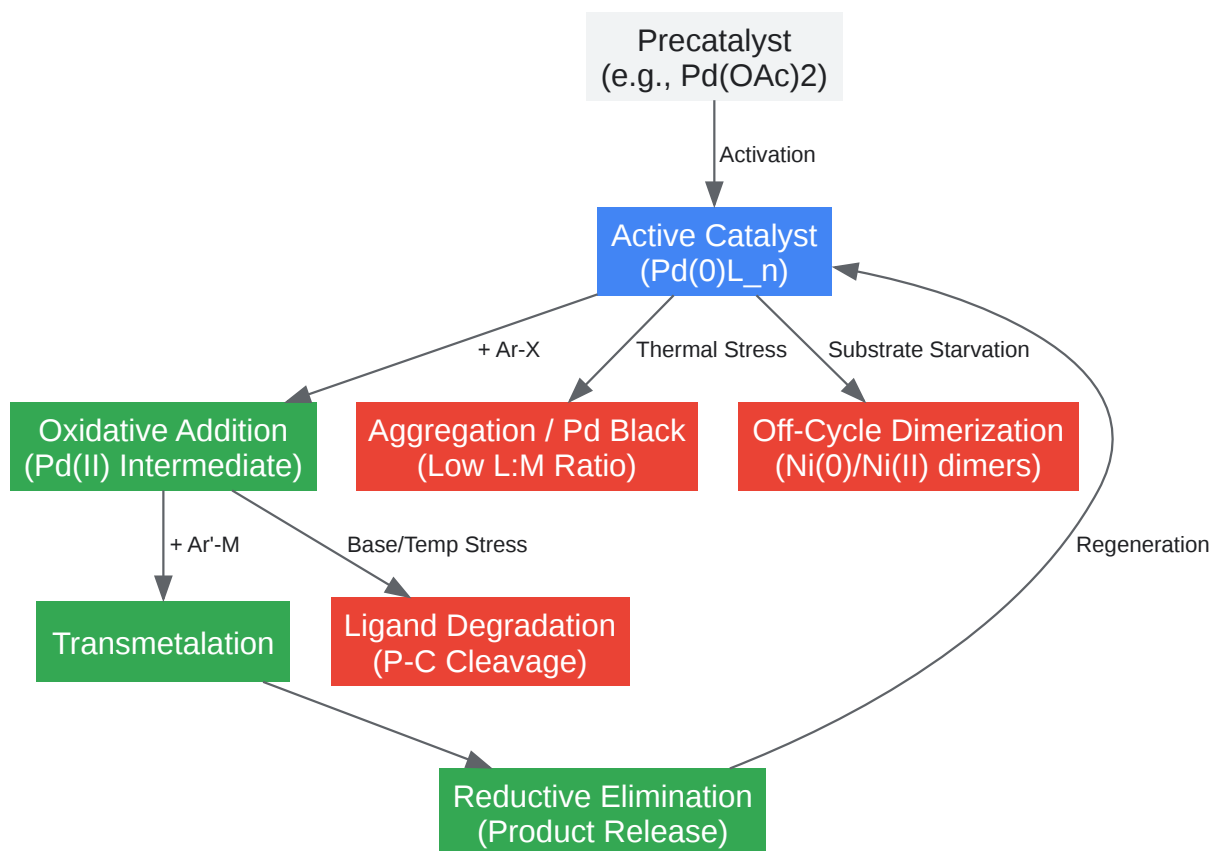 Precatalyst
(e.g., Pd(OAc)2)
Activation
Active Catalyst
(Pd(0)L_n)
+ Ar-X
Thermal Stress
Substrate Starvation
Oxidative Addition
(Pd(II) Intermediate)
Aggregation / Pd Black
(Low L:M Ratio)
Off-Cycle Dimerization
(Ni(0)/Ni(II) dimers)
+ Ar'-M
Base/Temp Stress
Regeneration
Transmetalation
Ligand Degradation
(P-C Cleavage)
Reductive Elimination
(Product Release)